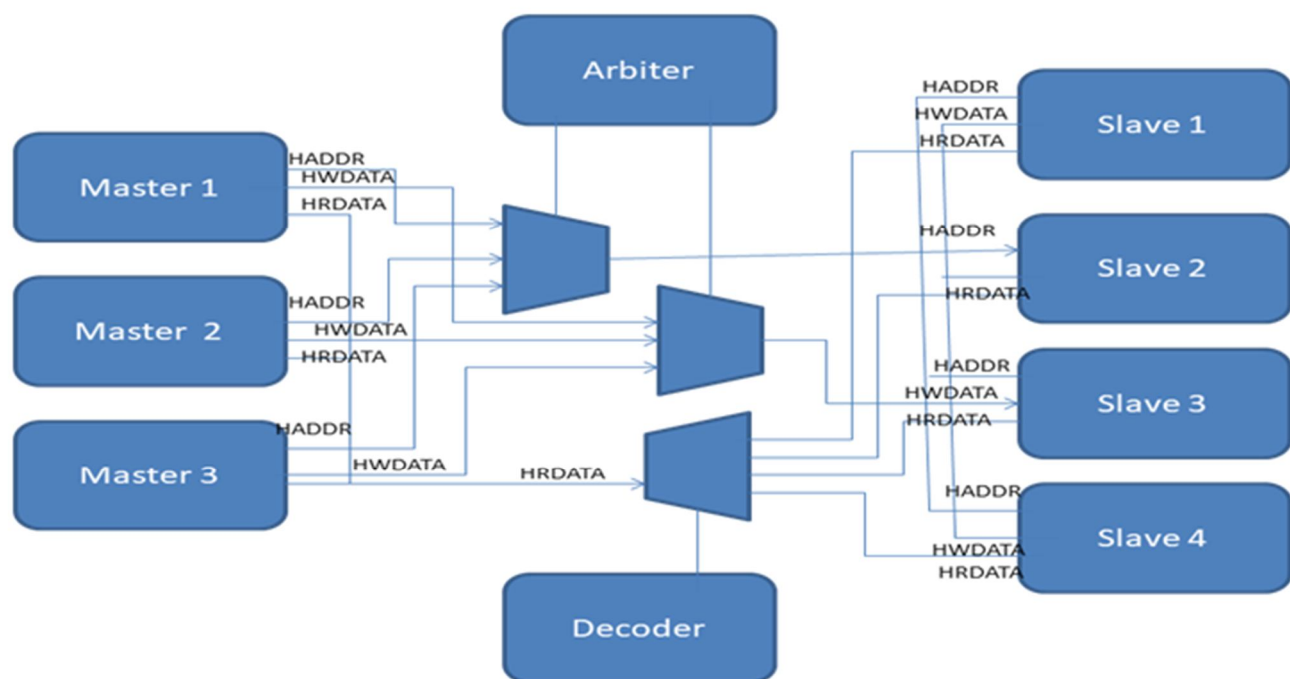 Arbiter
Master 1
HADDR
HWDATA
HRDATA
Master 2
HADDR
HWDATA
HRDATA
Master 3
HADDR
HWDATA
HRDATA
Decoder
HADDR
HWDATA
HRDATA
Slave 1
HADDR
HRDATA
Slave 2
HADDR
HWDATA
HRDATA
Slave 3
HADDR
HWDATA
HRDATA
Slave 4